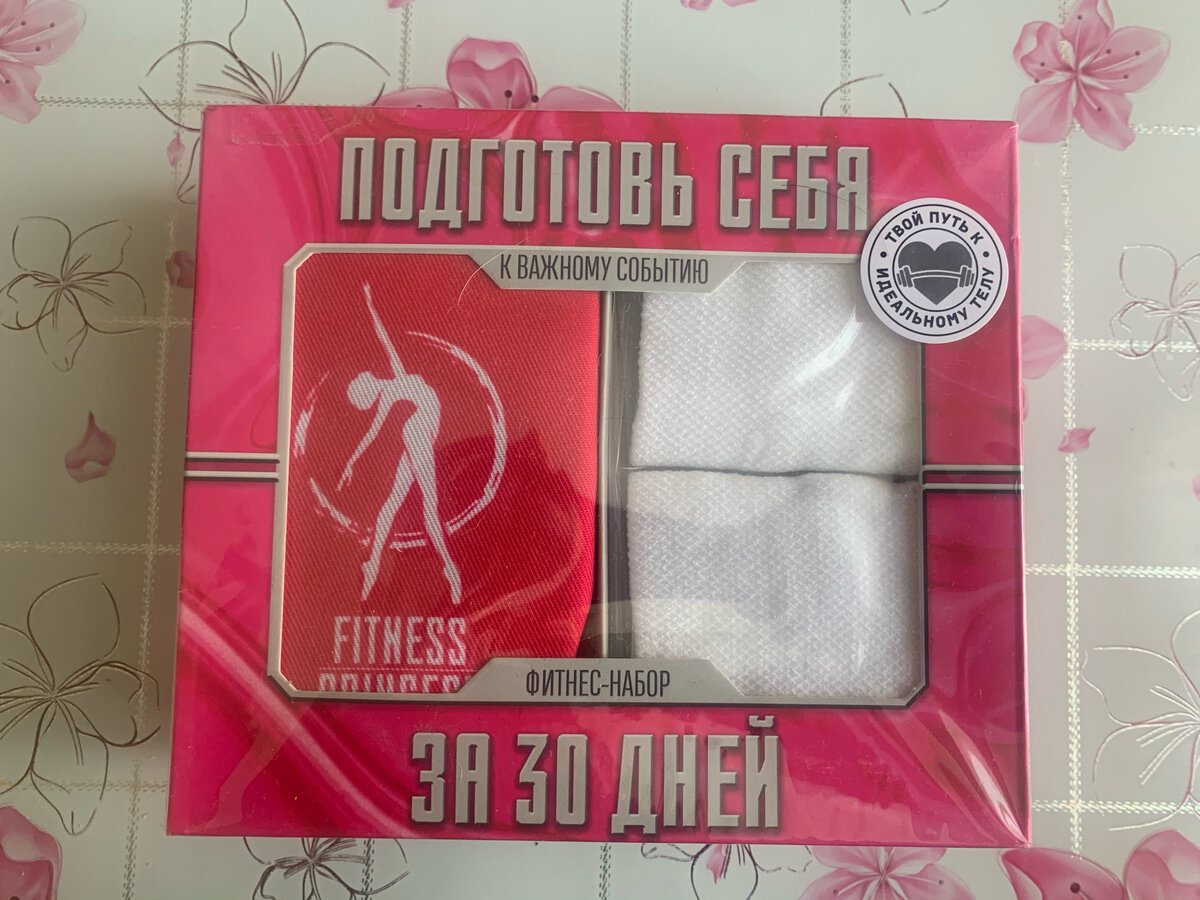 ПОДГОТОВЬ СЕБЯ
К ВАЖНОМУ СОБЫТИЮ
ТВОЙ ПУТЬ К
ИДЕАЛЬНОМУ ТЕЛУ
FITNESS
ФИТНЕС-НАБОР
ЗА 30 ДНЕЙ